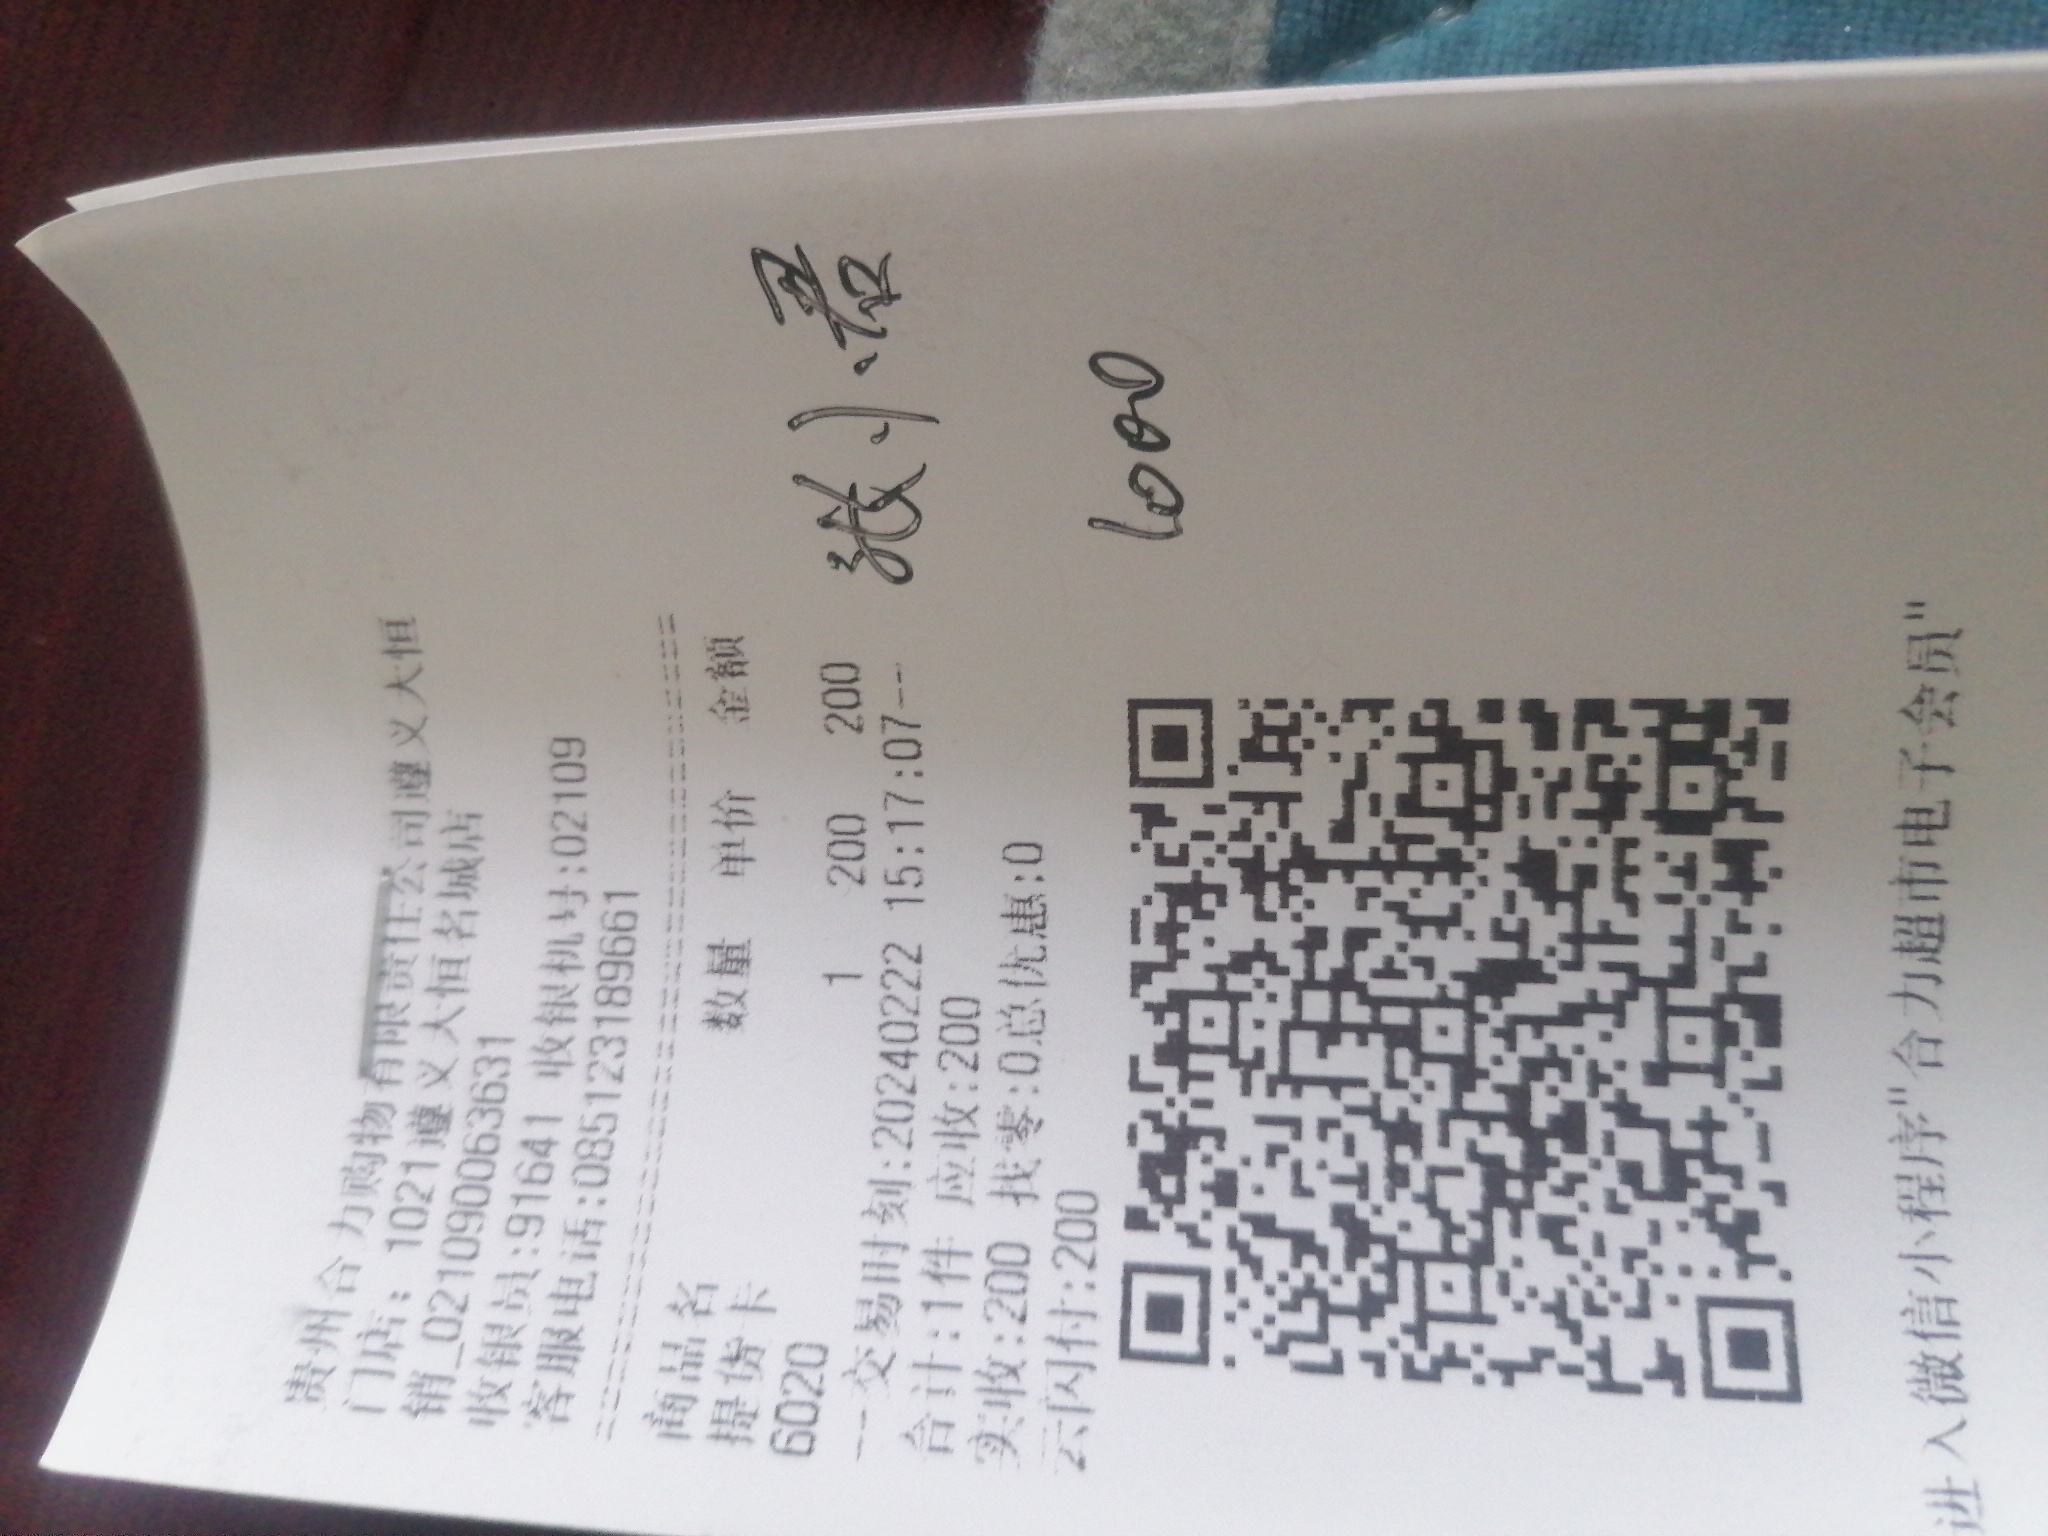 贵州合力购物有限责任公司遵义大恒
门店: 1021遵义大恒名城店
销_021090063631
收银员:91641 收银机号:02109
客服电话:085123189661
商品名 数量 单价 金额
提货卡
6020 1 200 200
--交易时刻:20240222 15:17:07--
合计:1件 应收:200
实收:200 找零:0总优惠:0
云闪付:200
张小君
1000
进入微信小程序"合力超市电子会员"